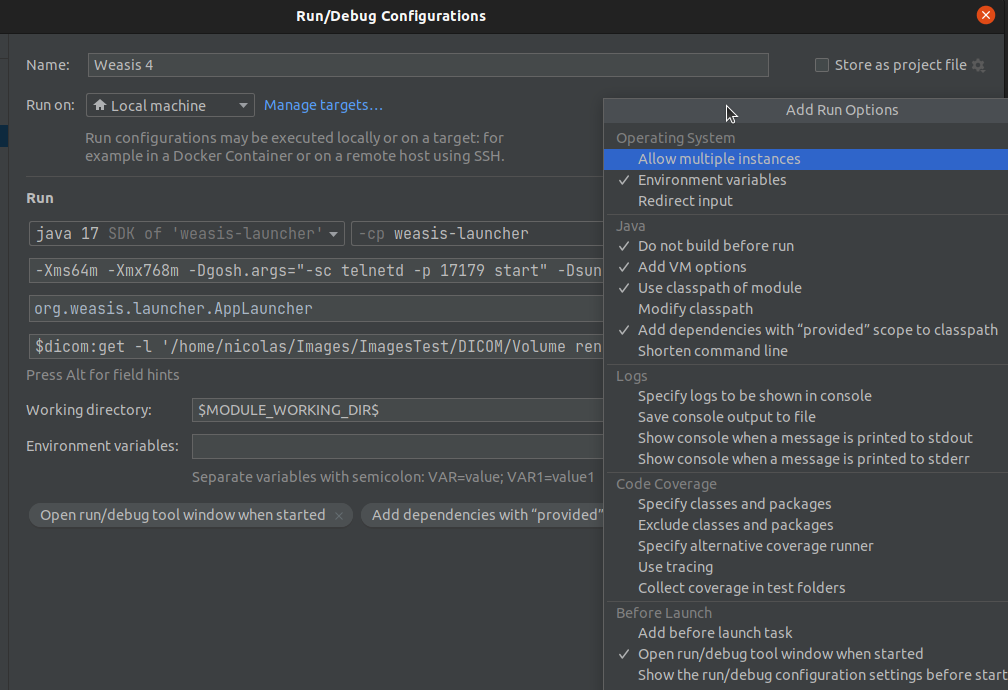 Run/Debug Configurations
Name: Weasis 4 Store as project file
Run on: Local machine Manage targets...
Run configurations may be executed locally or on a target: for
example in a Docker Container or on a remote host using SSH.
Run
java 17 SDK of 'weasis-launcher' -cp weasis-launcher
-Xms64m -Xmx768m -Dgosh.args="-sc telnetd -p 17179 start" -Dsun
org.weasis.launcher.AppLauncher
$dicom:get -l '/home/nicolas/Images/ImagesTest/DICOM/Volume ren
Press Alt for field hints
Working directory: $MODULE_WORKING_DIR$
Environment variables:
Separate variables with semicolon: VAR=value; VAR1=value1
Open run/debug tool window when started × Add dependencies with “provided”
Add Run Options
Operating System
Allow multiple instances
✓ Environment variables
Redirect input
Java
✓ Do not build before run
✓ Add VM options
✓ Use classpath of module
Modify classpath
✓ Add dependencies with “provided” scope to classpath
Shorten command line
Logs
Specify logs to be shown in console
Save console output to file
Show console when a message is printed to stdout
Show console when a message is printed to stderr
Code Coverage
Specify classes and packages
Exclude classes and packages
Specify alternative coverage runner
Use tracing
Collect coverage in test folders
Before Launch
Add before launch task
✓ Open run/debug tool window when started
Show the run/debug configuration settings before start